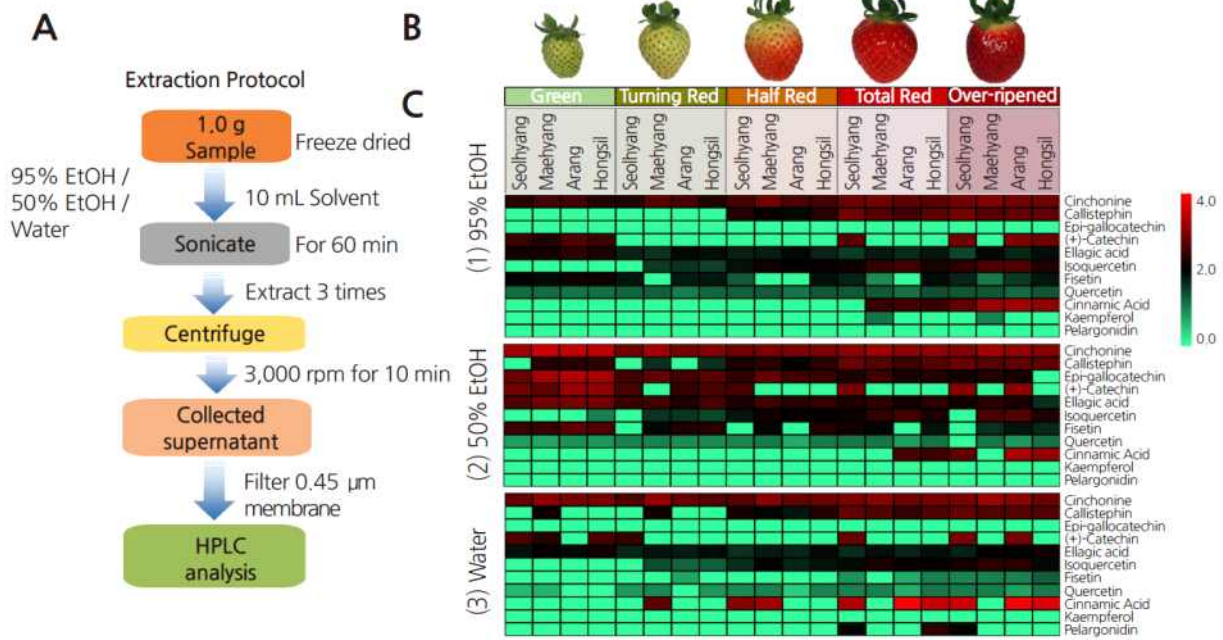 A
Extraction Protocol
1.0 g
Sample
Freeze dried
95% EtOH /
50% EtOH /
Water
10 mL Solvent
Sonicate
For 60 min
Extract 3 times
Centrifuge
3,000 rpm for 10 min
Collected
supernatant
Filter 0.45 µm
membrane
HPLC
analysis
B
C
Green
Turning Red
Half Red
Total Red
Over-ripened
Seolhyang
Maehyang
Arang
Hongsil
Seolhyang
Maehyang
Arang
Hongsil
Seolhyang
Maehyang
Arang
Hongsil
Seolhyang
Maehyang
Arang
Hongsil
Seolhyang
Maehyang
Arang
Hongsil
(1) 95% EtOH
Cinchonine
Callistephin
Epi-gallocatechin
(+)-Catechin
Ellagic acid
Isoquercetin
Fisetin
Quercetin
Cinnamic Acid
Kaempferol
Pelargonidin
(2) 50% EtOH
Cinchonine
Callistephin
Epi-gallocatechin
(+)-Catechin
Ellagic acid
Isoquercetin
Fisetin
Quercetin
Cinnamic Acid
Kaempferol
Pelargonidin
(3) Water
Cinchonine
Callistephin
Epi-gallocatechin
(+)-Catechin
Ellagic acid
Isoquercetin
Fisetin
Quercetin
Cinnamic Acid
Kaempferol
Pelargonidin
4.0
2.0
0.0